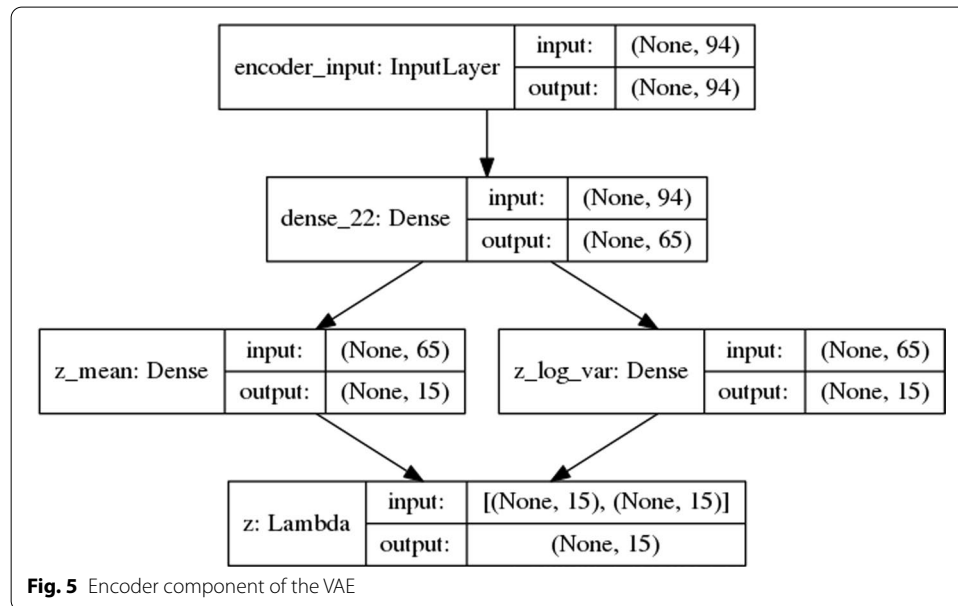 encoder_input: InputLayer
input: (None, 94)
output: (None, 94)
dense_22: Dense
input: (None, 94)
output: (None, 65)
z_mean: Dense
input: (None, 65)
output: (None, 15)
z_log_var: Dense
input: (None, 65)
output: (None, 15)
z: Lambda
input: [(None, 15), (None, 15)]
output: (None, 15)
Fig. 5 Encoder component of the VAE